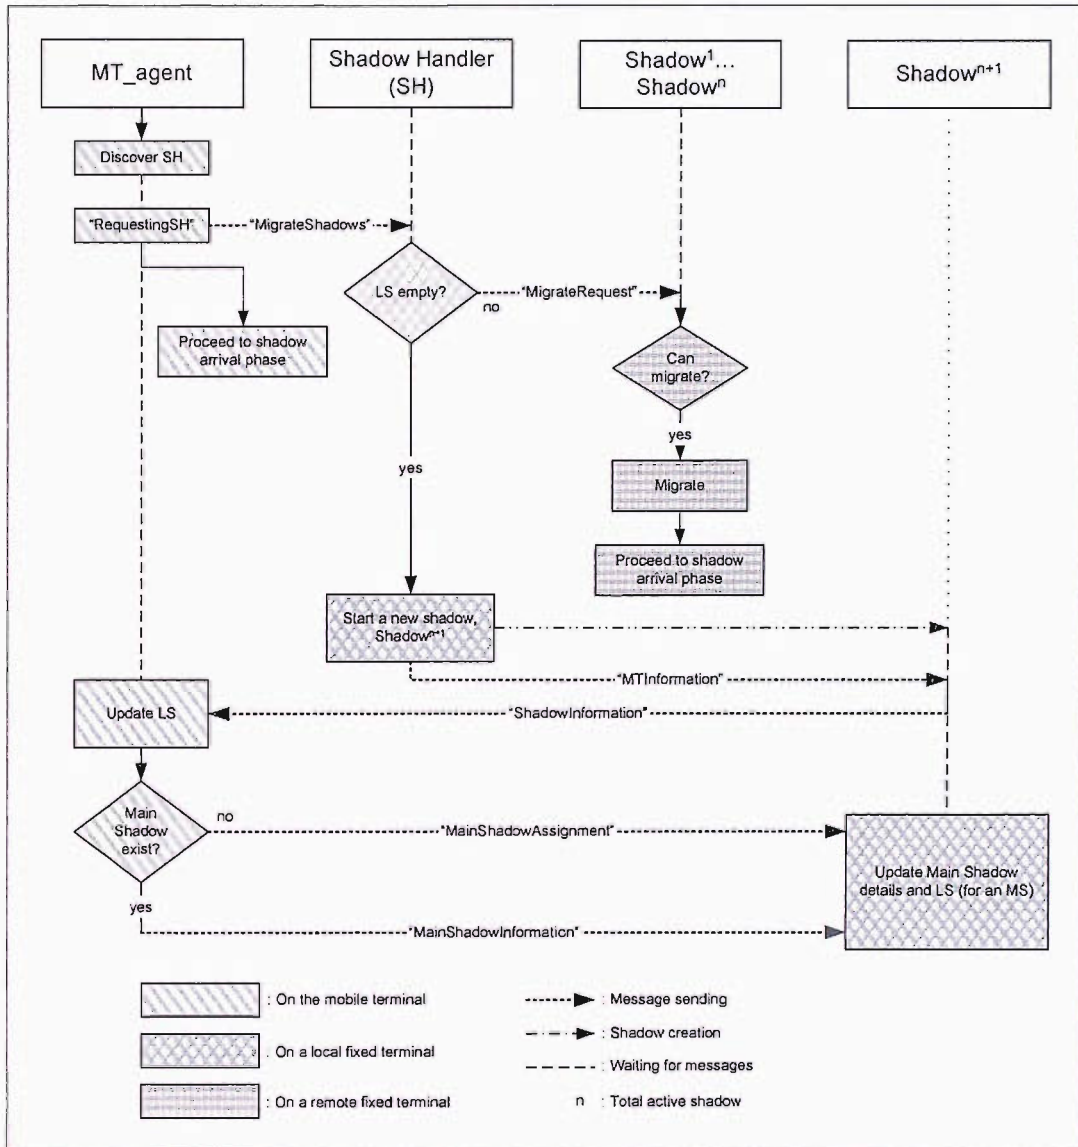 MT_agent
Shadow Handler
(SH)
Shadow¹...
Shadowⁿ
Shadowⁿ⁺¹
Discover SH
"RequestingSH"
"MigrateShadows"
LS empty?
no
"MigrateRequest"
Proceed to shadow
arrival phase
Can
migrate?
yes
yes
Migrate
Proceed to shadow
arrival phase
Start a new shadow,
Shadowⁿ⁺¹
"MTInformation"
Update LS
"ShadowInformation"
Main
Shadow
exist?
no
"MainShadowAssignment"
Update Main Shadow
details and LS (for an MS)
yes
"MainShadowInformation"
: On the mobile terminal
: Message sending
: Shadow creation
: On a local fixed terminal
: Waiting for messages
: On a remote fixed terminal
n : Total active shadow